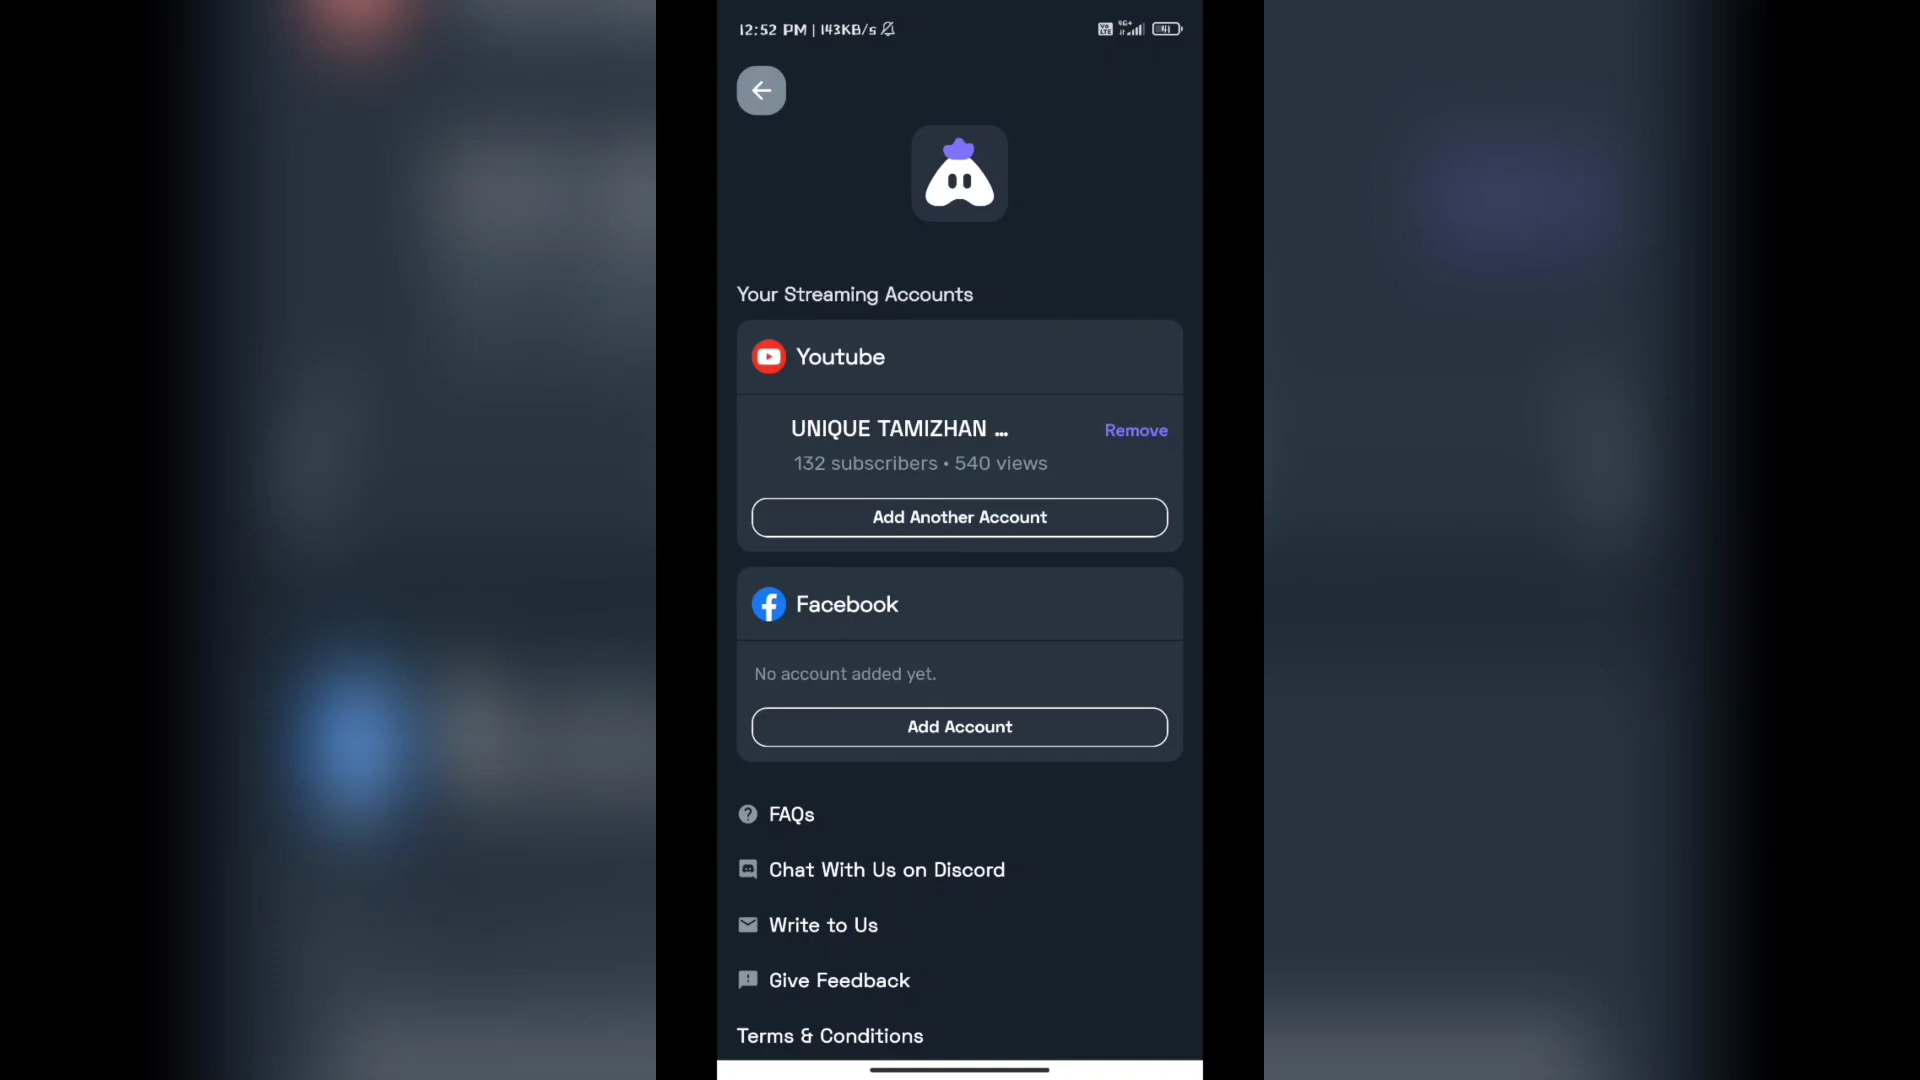 12:52 PM | 143KB/s
4G+
41
Your Streaming Accounts
Youtube
UNIQUE TAMIZHAN ...
Remove
132 subscribers • 540 views
Add Another Account
Facebook
No account added yet.
Add Account
FAQs
Chat With Us on Discord
Write to Us
Give Feedback
Terms & Conditions